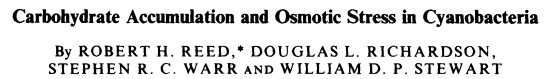 Carbohydrate Accumulation and Osmotic Stress in Cyanobacteria
By ROBERT H. REED,* DOUGLAS L. RICHARDSON,
STEPHEN R. C. WARR AND WILLIAM D. P. STEWART